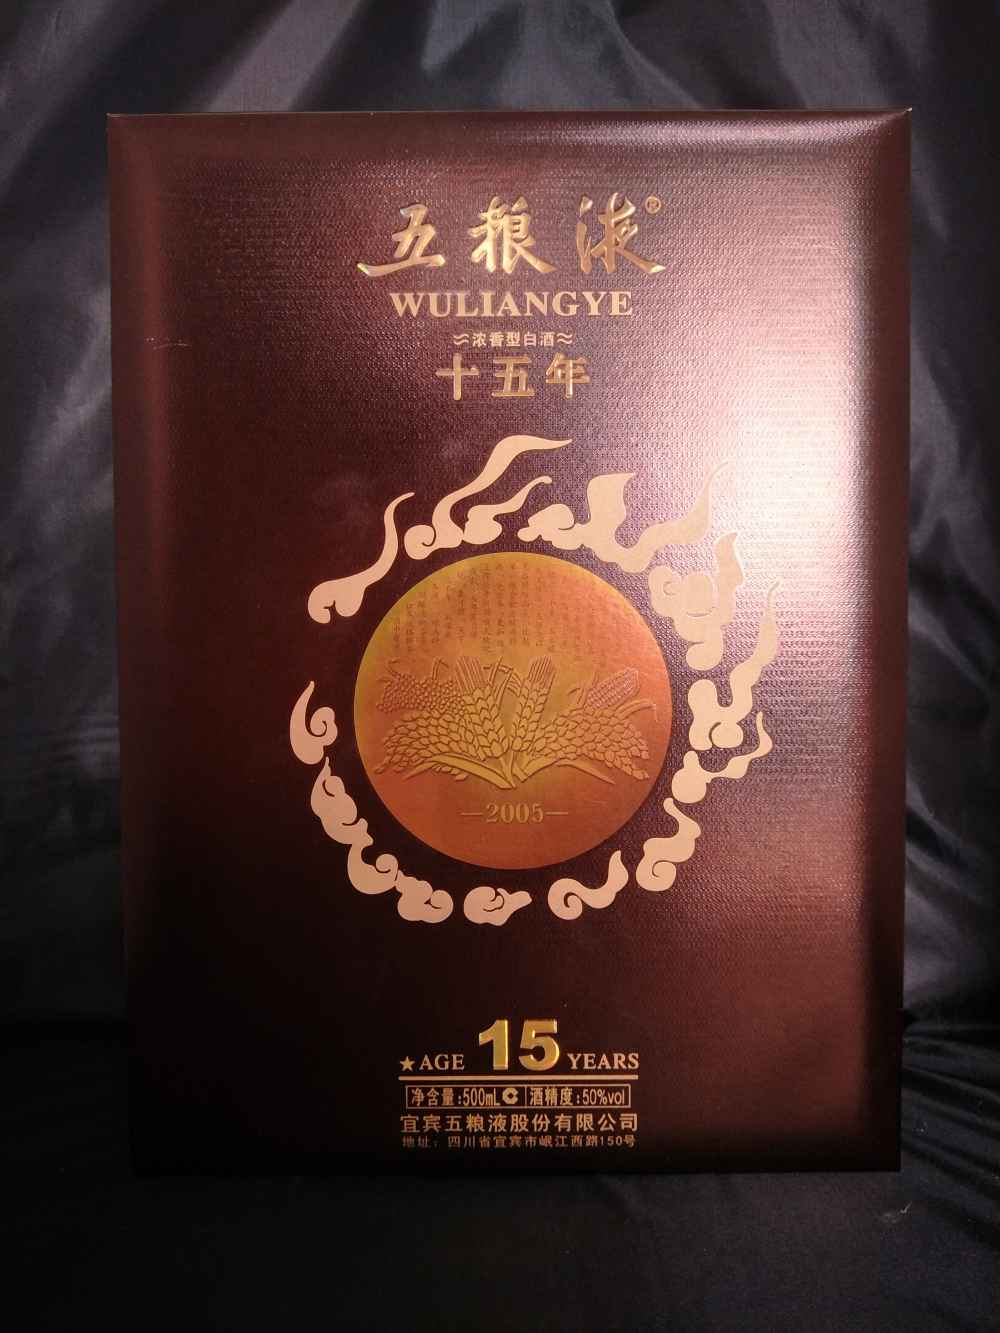 五粮液®
WULIANGYE
≈浓香型白酒≈
十五年
—2005—
★AGE 15 YEARS
净含量:500mL C 酒精度:50%vol
宜宾五粮液股份有限公司
地址：四川省宜宾市岷江西路150号